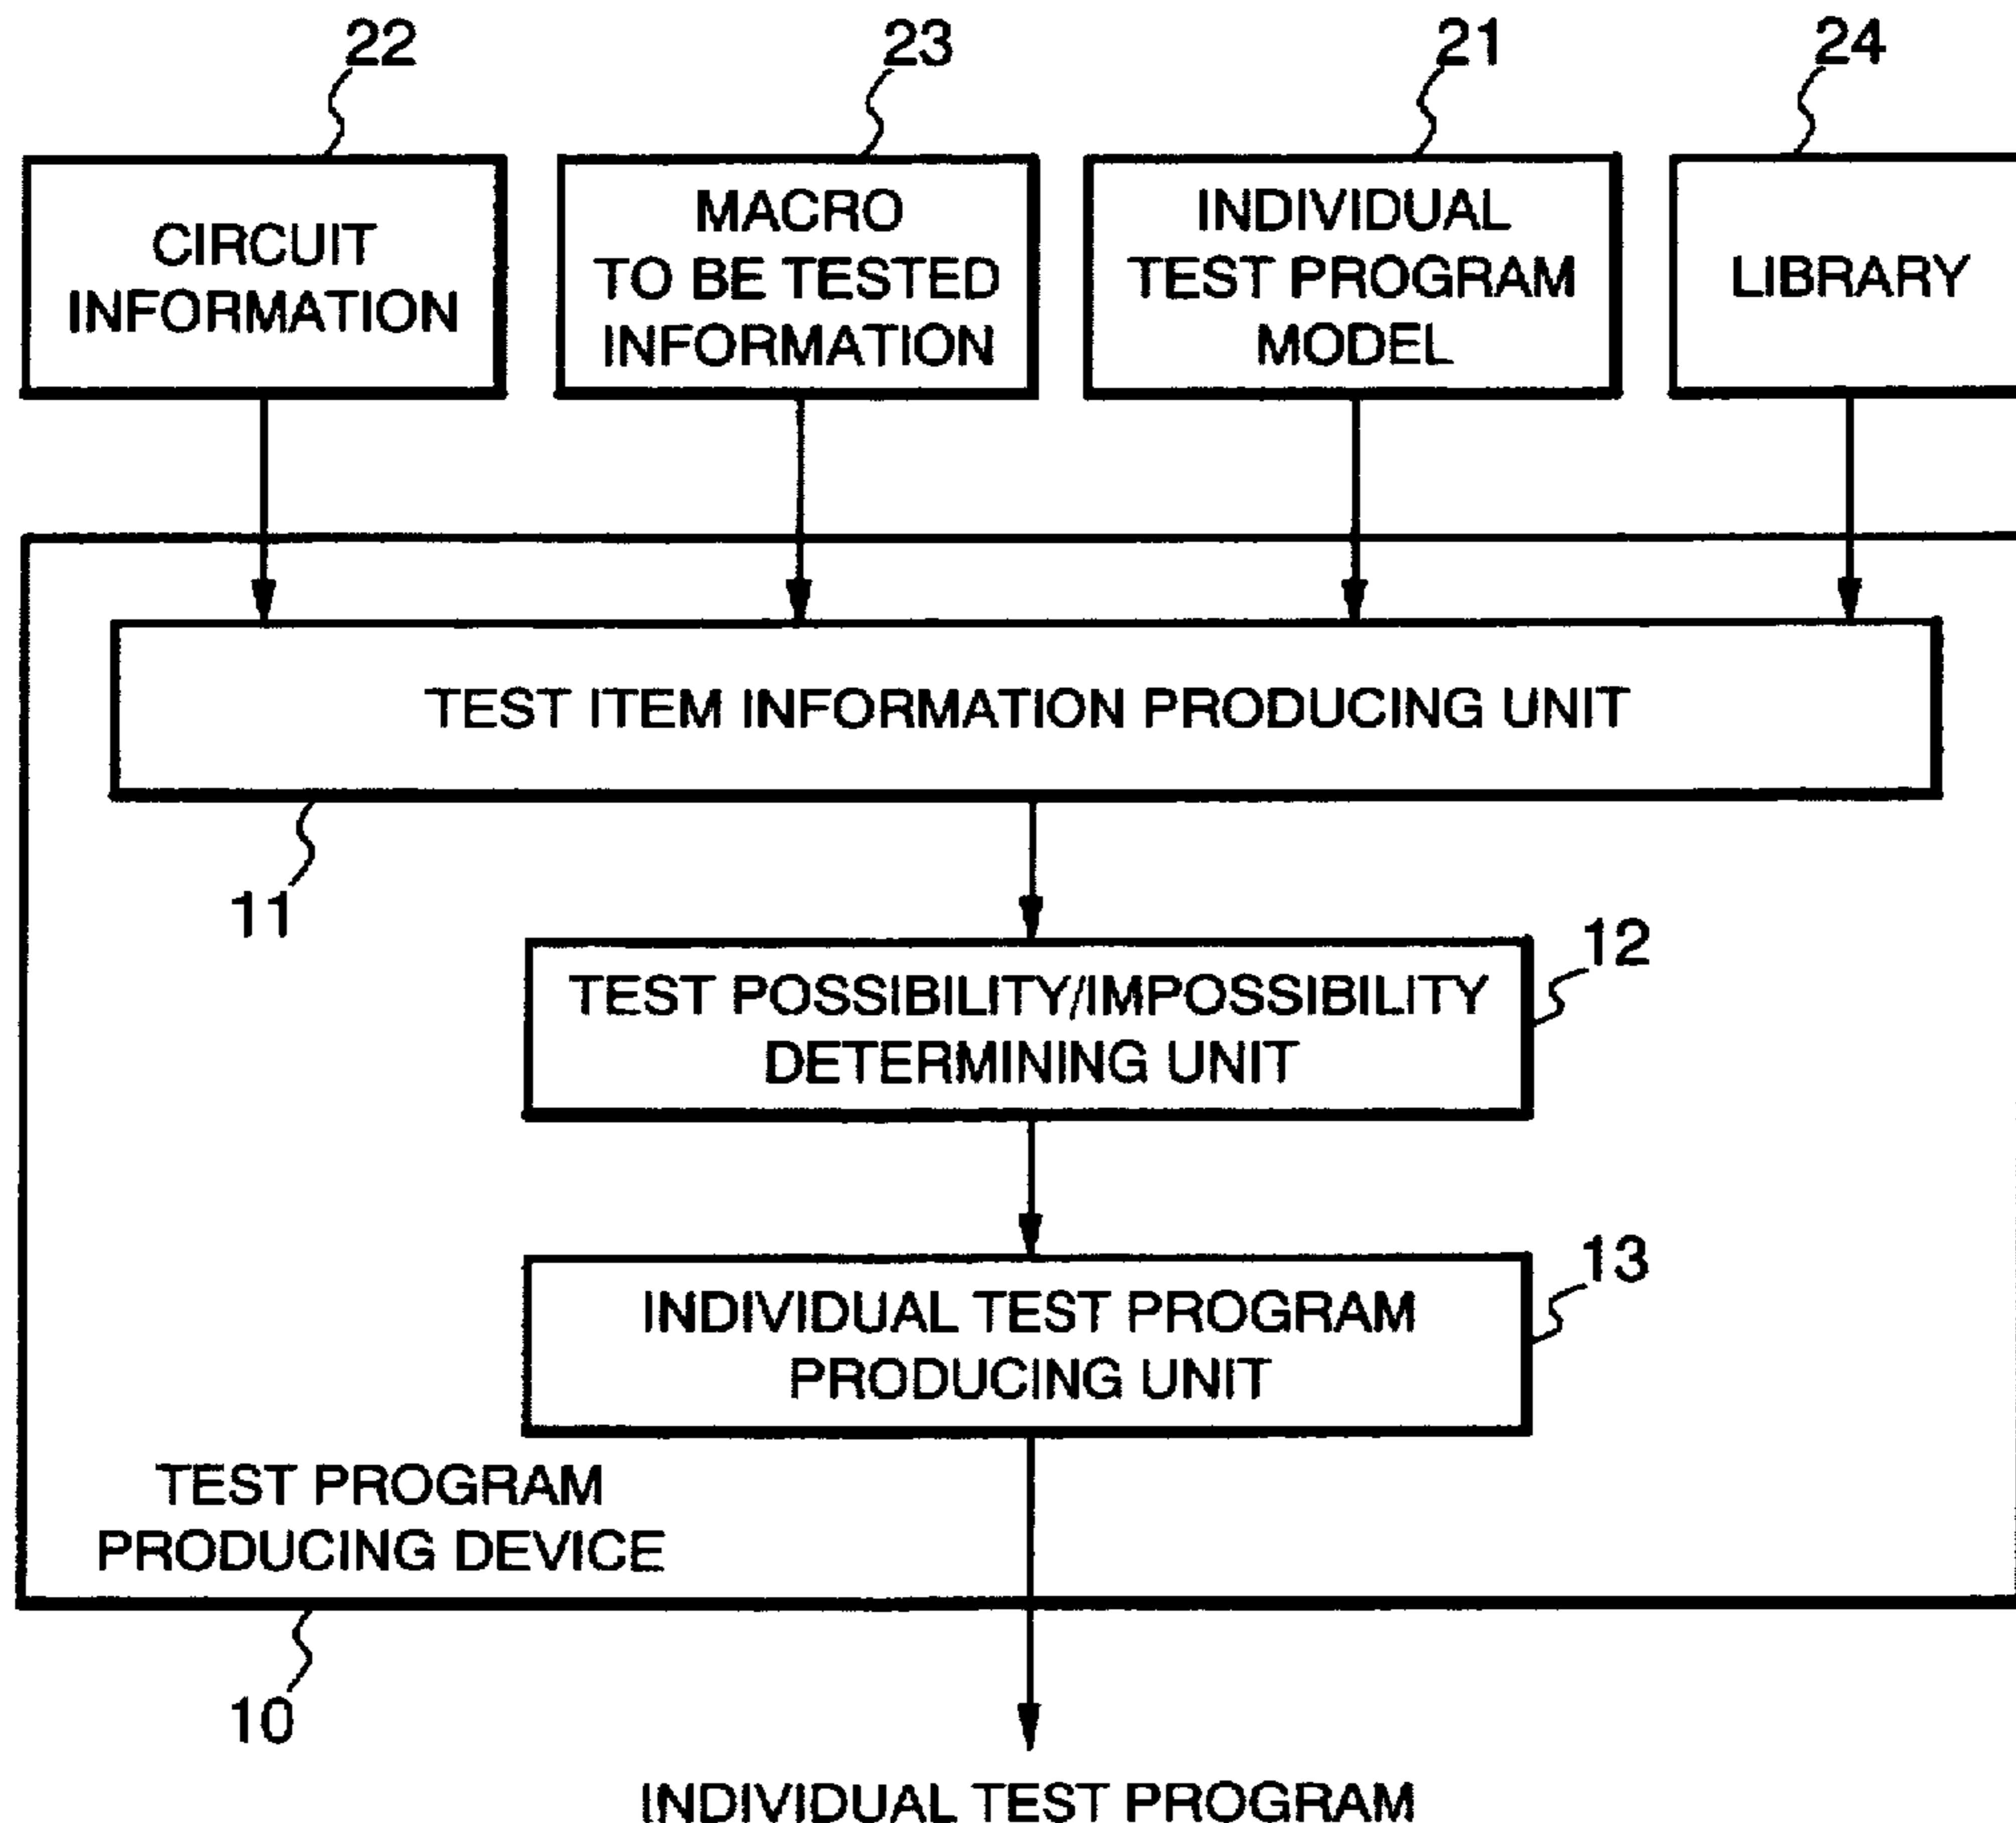 22
23
21
24
CIRCUIT
INFORMATION
MACRO
TO BE TESTED
INFORMATION
INDIVIDUAL
TEST PROGRAM
MODEL
LIBRARY
TEST ITEM INFORMATION PRODUCING UNIT
11
TEST POSSIBILITY/IMPOSSIBILITY
DETERMINING UNIT
12
INDIVIDUAL TEST PROGRAM
PRODUCING UNIT
13
TEST PROGRAM
PRODUCING DEVICE
10
INDIVIDUAL TEST PROGRAM